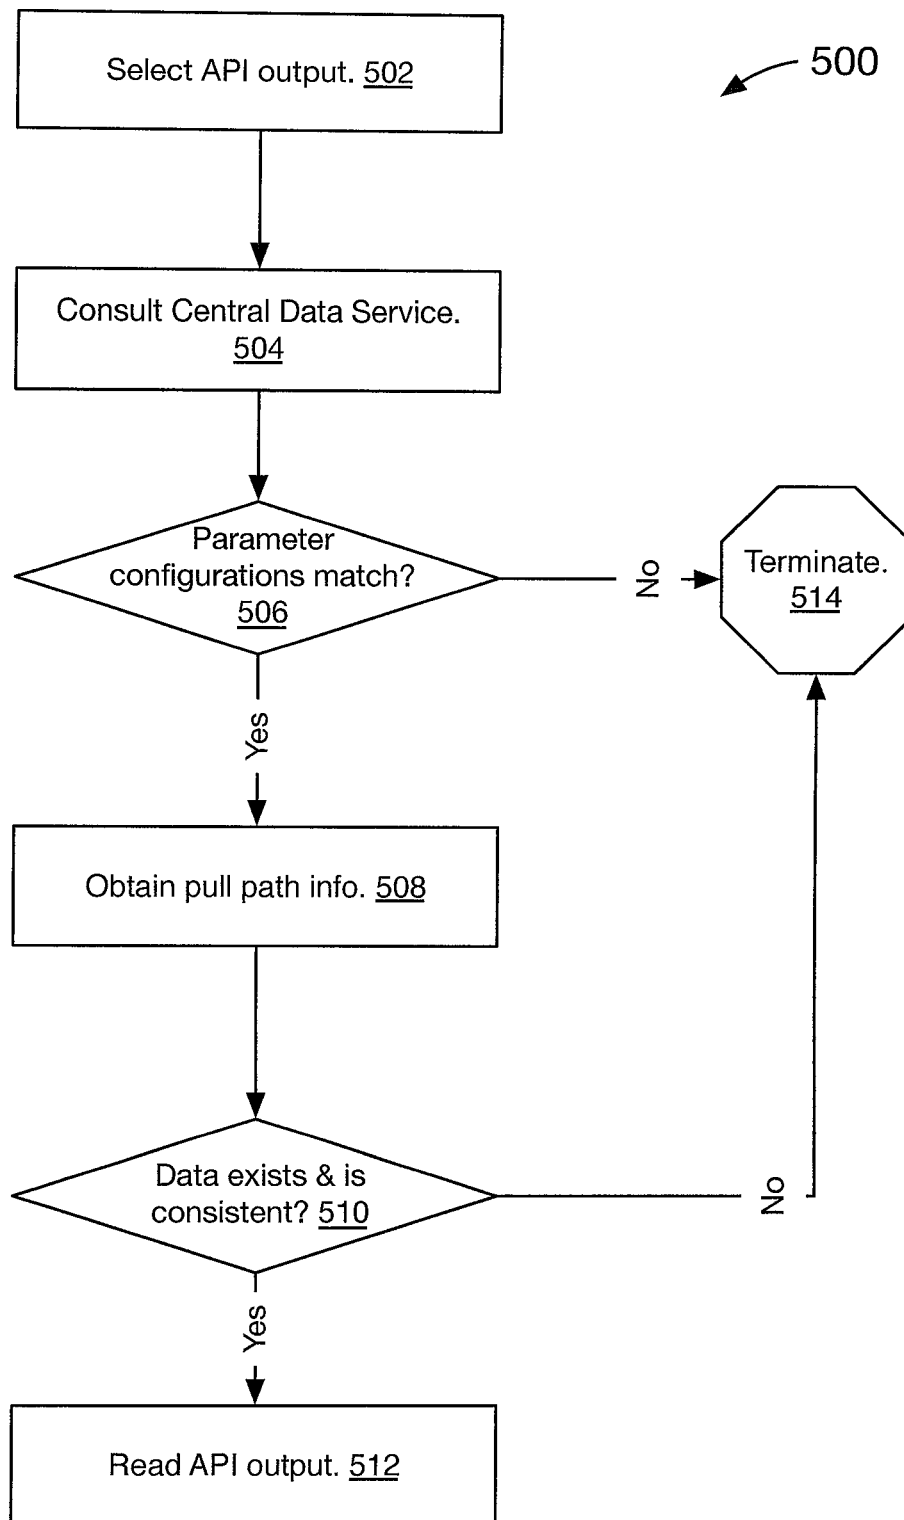 Select API output. 502
500
Consult Central Data Service.
504
Parameter
configurations match?
506
No
Terminate.
514
Yes
Obtain pull path info. 508
Data exists & is
consistent? 510
No
Yes
Read API output. 512